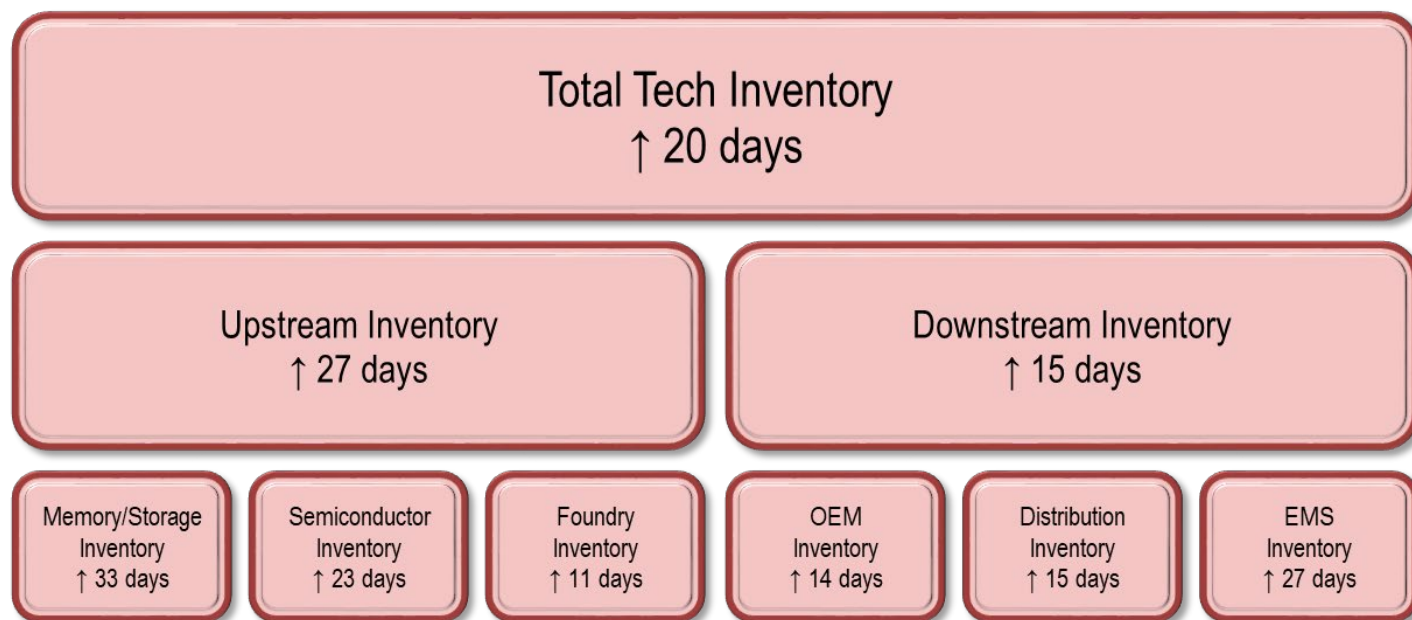 Total Tech Inventory
↑ 20 days
Upstream Inventory
↑ 27 days
Downstream Inventory
↑ 15 days
Memory/Storage
Inventory
↑ 33 days
Semiconductor
Inventory
↑ 23 days
Foundry
Inventory
↑ 11 days
OEM
Inventory
↑ 14 days
Distribution
Inventory
↑ 15 days
EMS
Inventory
↑ 27 days